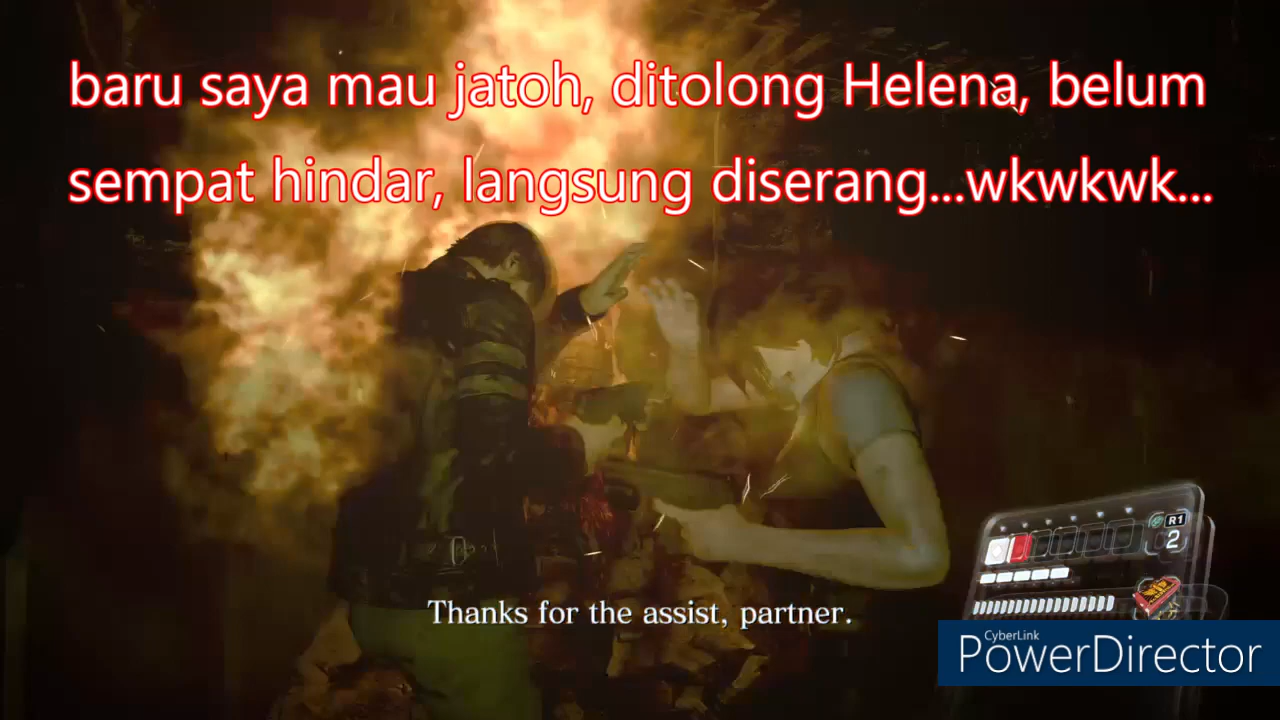 baru saya mau jatoh, ditolong Helena, belum
sempat hindar, langsung diserang...wkwkwk...
R1
2
Thanks for the assist, partner.
CyberLink
PowerDirector